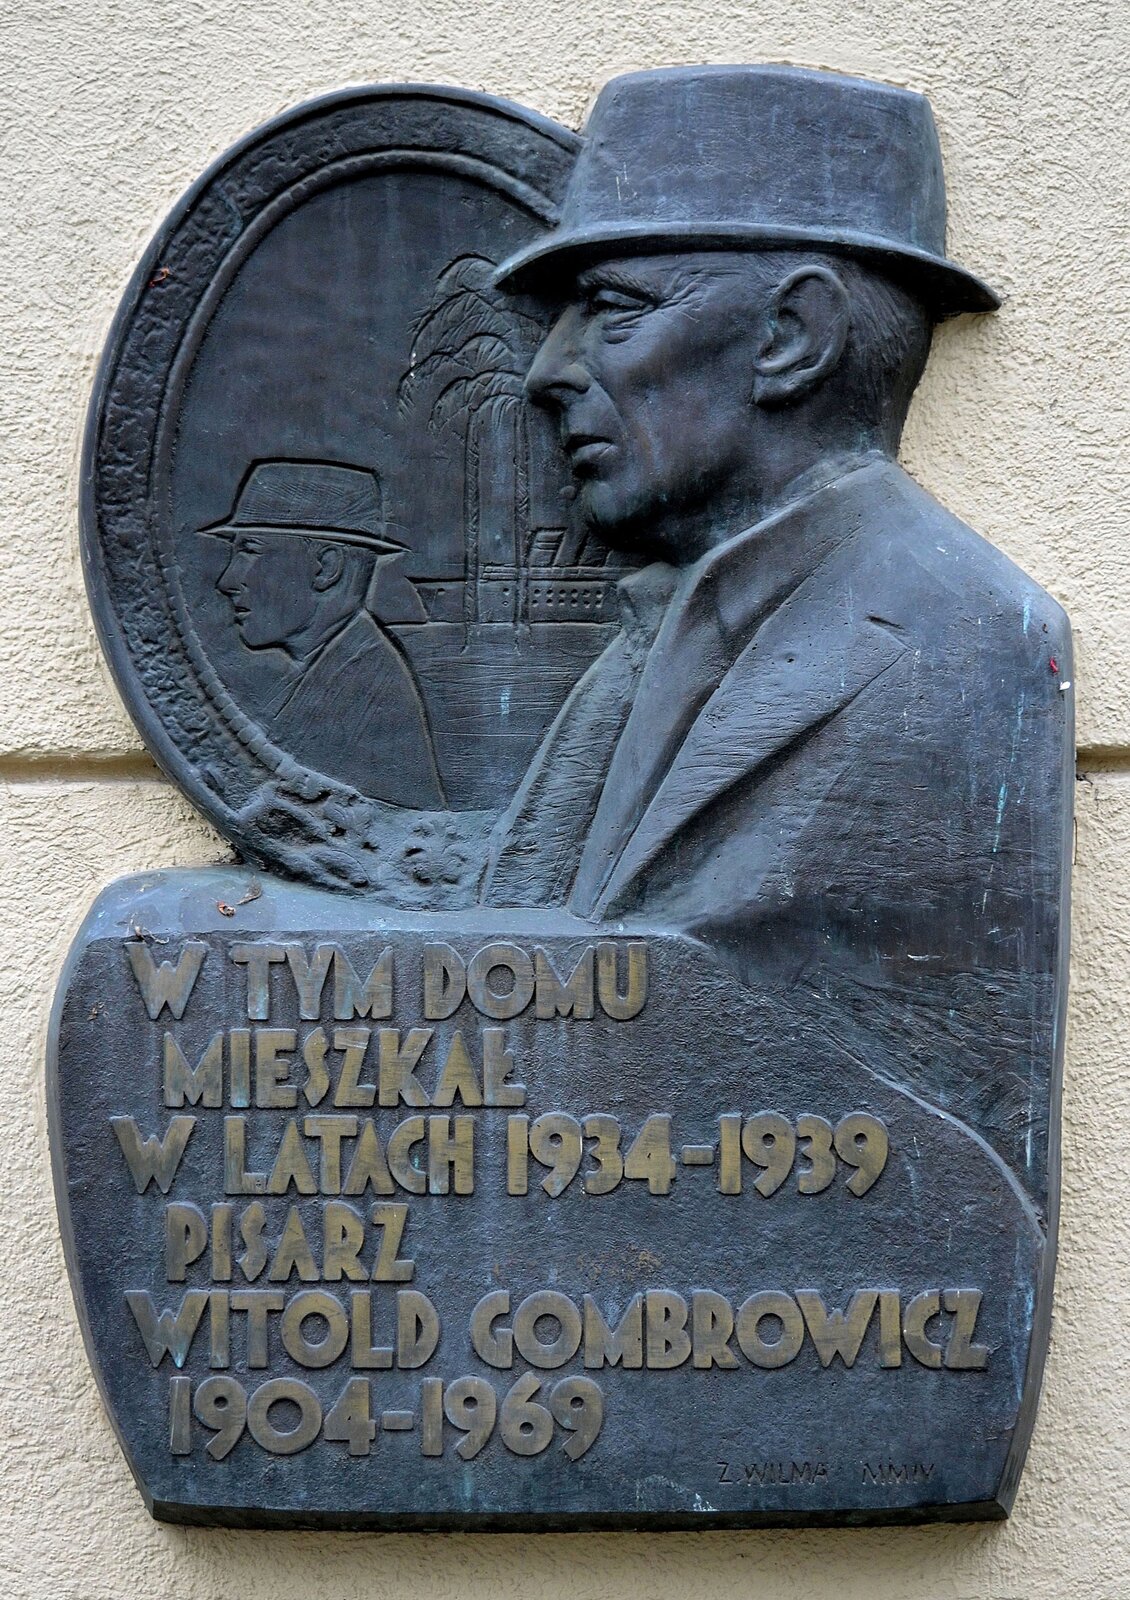 W TYM DOMU
MIESZKAŁ
W LATACH 1934-1939
PISARZ
WITOLD GOMBROWICZ
1904-1969
Z. WILMA MMIV